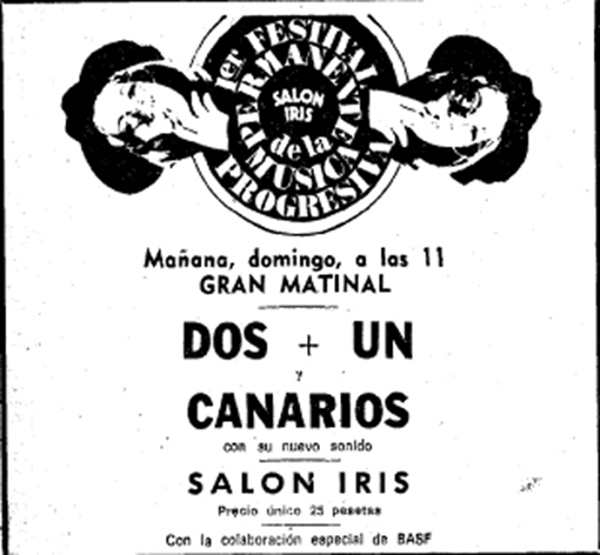 1er FESTIVAL
PERMANENTE
de la
MUSICA
PROGRESIVA
SALON
IRIS
Mañana, domingo, a las 11
GRAN MATINAL
DOS + UN
y
CANARIOS
con su nuevo sonido
SALON IRIS
Precio único 25 pesetas
Con la colaboración especial de BASF